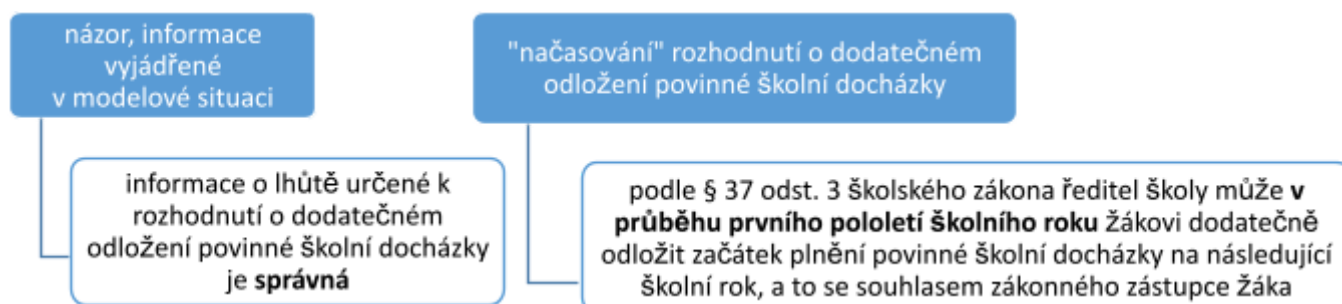 názor, informace
vyjádřené
v modelové situaci
informace o lhůtě určené k
rozhodnutí o dodatečném
odložení povinné školní docházky
je správná
"načasování" rozhodnutí o dodatečném
odložení povinné školní docházky
podle § 37 odst. 3 školského zákona ředitel školy může v
průběhu prvního pololetí školního roku žákovi dodatečně
odložit začátek plnění povinné školní docházky na následující
školní rok, a to se souhlasem zákonného zástupce žáka